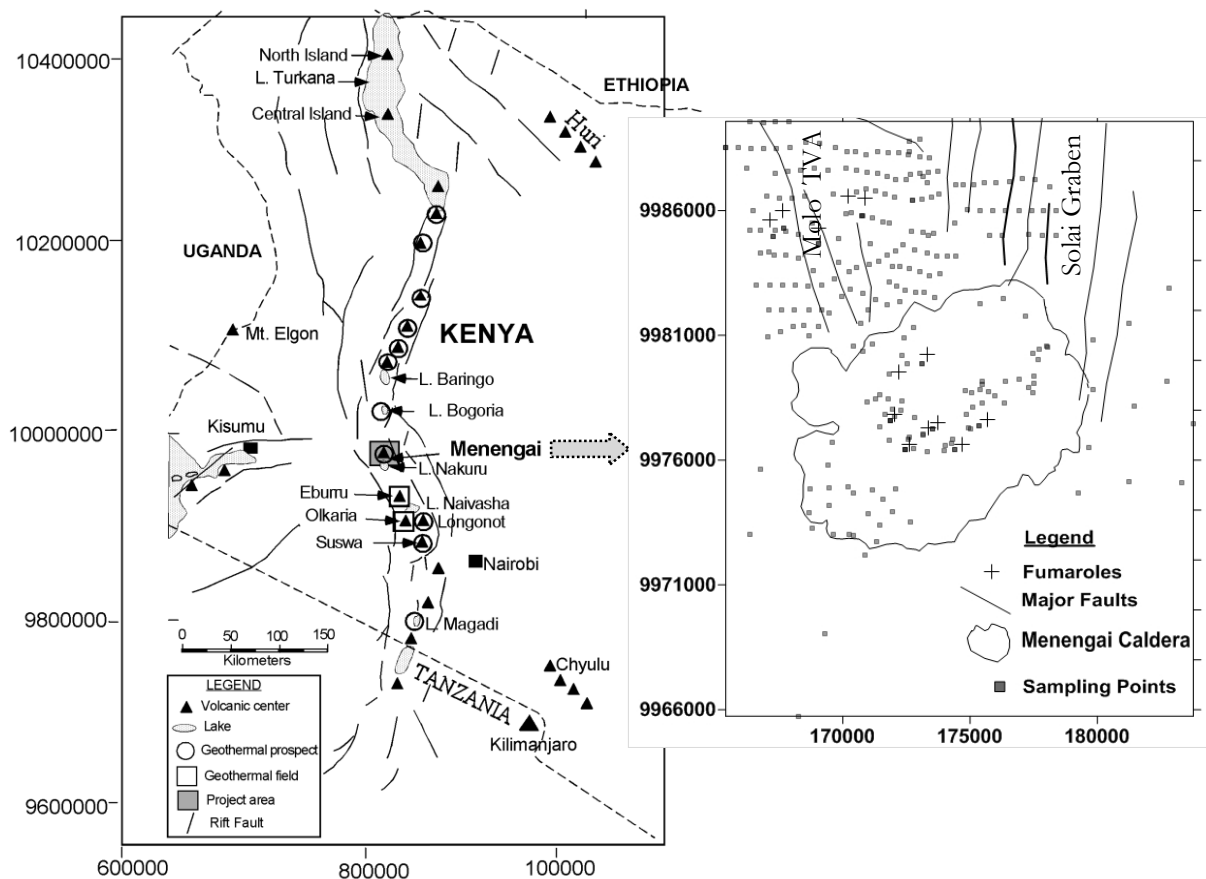 10400000
10200000
10000000
9800000
9600000
600000
800000
100000
North Island
L. Turkana
Central Island
ETHIOPIA
Huri
UGANDA
Mt. Elgon
KENYA
L. Baringo
L. Bogoria
Kisumu
Menengai
L. Nakuru
Eburru
L. Naivasha
Olkaria
Longonot
Suswa
Nairobi
L. Magadi
0 50 100 150
Kilometers
TANZANIA
Chyulu
Kilimanjaro
LEGEND
Volcanic center
Lake
Geothermal prospect
Geothermal field
Project area
Rift Fault
9986000
9981000
9976000
9971000
9966000
170000
175000
180000
Molo TVA
Solai Graben
Legend
Fumaroles
Major Faults
Menengai Caldera
Sampling Points